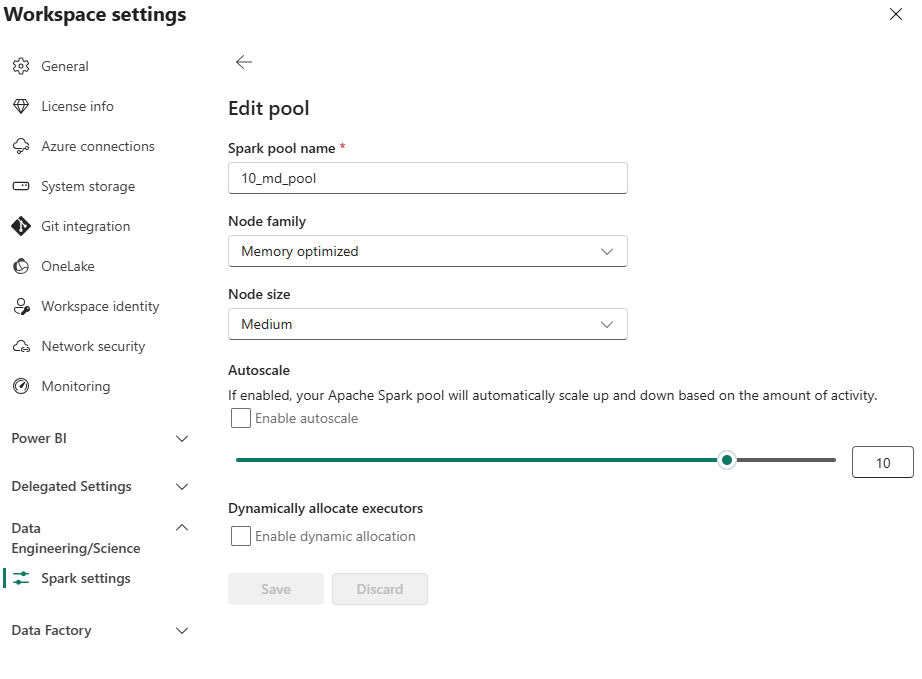 Workspace settings
General
License info
Azure connections
System storage
Git integration
OneLake
Workspace identity
Network security
Monitoring
Power BI
Delegated Settings
Data
Engineering/Science
Spark settings
Data Factory
Edit pool
Spark pool name *
10_md_pool
Node family
Memory optimized
Node size
Medium
Autoscale
If enabled, your Apache Spark pool will automatically scale up and down based on the amount of activity.
Enable autoscale
10
Dynamically allocate executors
Enable dynamic allocation
Save Discard